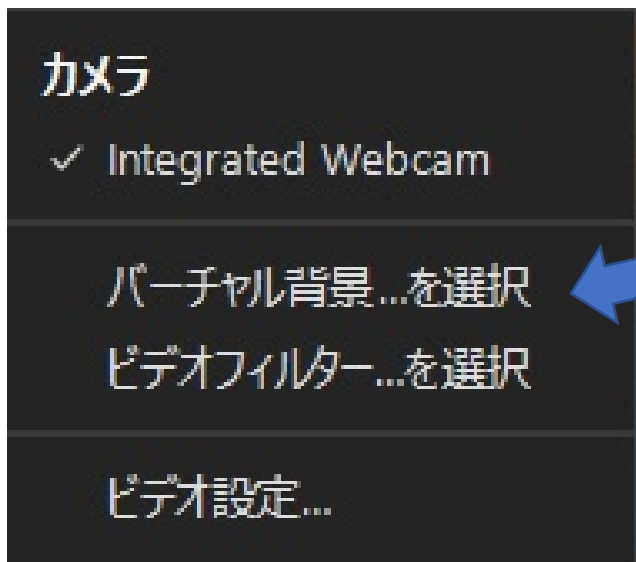 カメラ
✓ Integrated Webcam
バーチャル背景...を選択
ビデオフィルター...を選択
ビデオ設定...